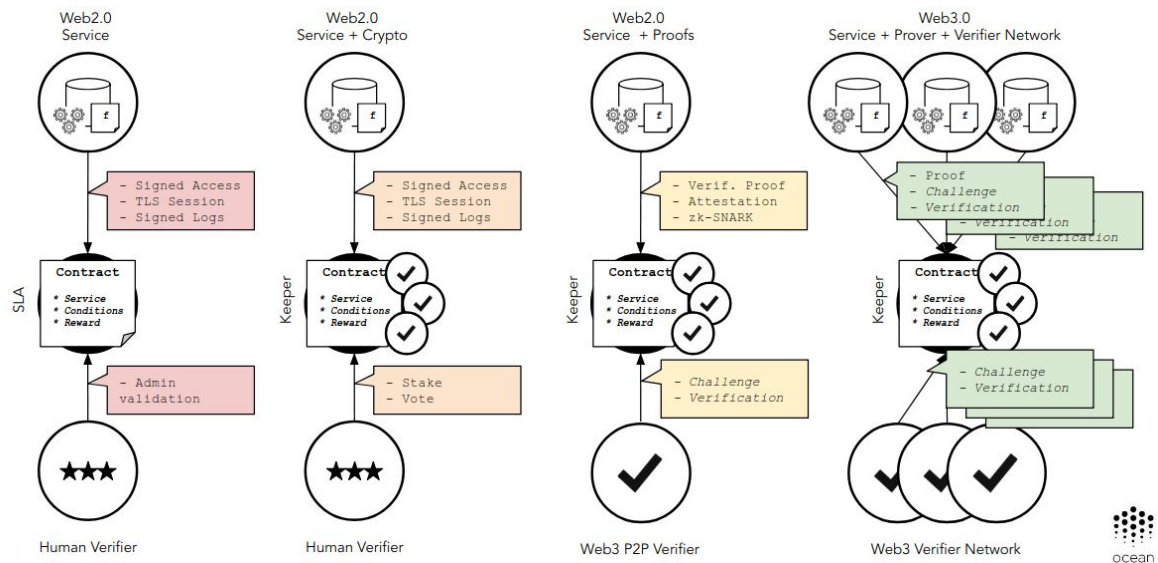 Web2.0
Service
Web2.0
Service + Crypto
Web2.0
Service + Proofs
Web3.0
Service + Prover + Verifier Network
f
f
f
f
f
f
- Signed Access
- TLS Session
- Signed Logs
- Signed Access
- TLS Session
- Signed Logs
- Verif. Proof
- Attestation
- zk-SNARK
- Proof
- Challenge
- Verification
- Verification
- Verification
SLA
Contract
* Service
* Conditions
* Reward
Keeper
Contract
* Service
* Conditions
* Reward
Keeper
Contract
* Service
* Conditions
* Reward
Keeper
Contract
* Service
* Conditions
* Reward
- Admin
validation
- Stake
- Vote
- Challenge
- Verification
- Challenge
- Verification
Human Verifier
Human Verifier
Web3 P2P Verifier
Web3 Verifier Network
ocean